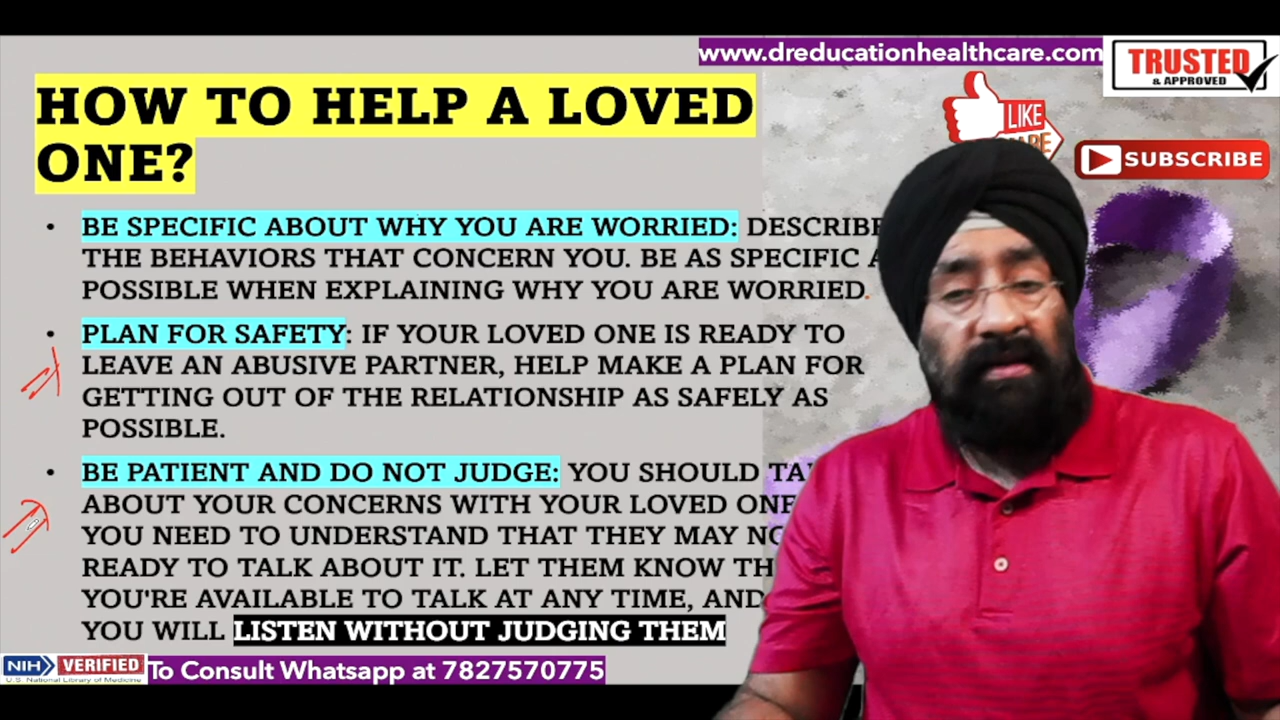 www.dreducationhealthcare.com
TRUSTED
& APPROVED
HOW TO HELP A LOVED
ONE?
LIKE
SUBSCRIBE
• BE SPECIFIC ABOUT WHY YOU ARE WORRIED: DESCRIBE
THE BEHAVIORS THAT CONCERN YOU. BE AS SPECIFIC
POSSIBLE WHEN EXPLAINING WHY YOU ARE WORRIED.
• PLAN FOR SAFETY: IF YOUR LOVED ONE IS READY TO
LEAVE AN ABUSIVE PARTNER, HELP MAKE A PLAN FOR
GETTING OUT OF THE RELATIONSHIP AS SAFELY AS
POSSIBLE.
• BE PATIENT AND DO NOT JUDGE: YOU SHOULD
ABOUT YOUR CONCERNS WITH YOUR LOVED ONE
YOU NEED TO UNDERSTAND THAT THEY MAY
READY TO TALK ABOUT IT. LET THEM KNOW
YOU'RE AVAILABLE TO TALK AT ANY TIME, AND
YOU WILL LISTEN WITHOUT JUDGING THEM
NIH VERIFIED
U.S. National Library of Medicine
To Consult Whatsapp at 7827570775